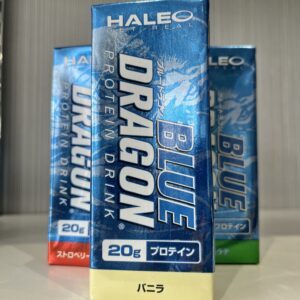 HALEO
BLUE
DRAGON
ブルードラゴン
PROTEIN DRINK
20g プロテイン
バニラ
HALEO
DRAGON
PROTEIN DRINK
20g
ストロベリー
HALEO
BLUE
プロテイン